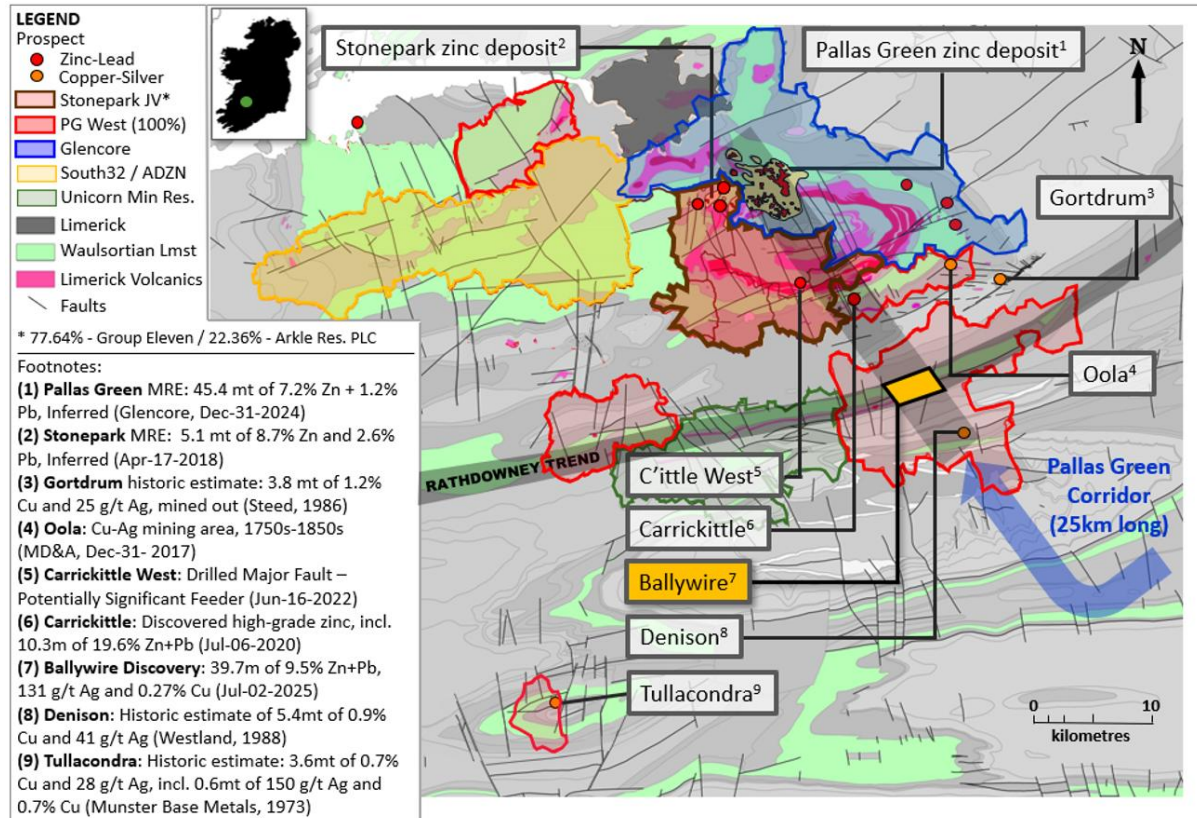 LEGEND
Prospect
Zinc-Lead
Copper-Silver
Stonepark JV*
PG West (100%)
Glencore
South32 / ADZN
Unicorn Min Res.
Limerick
Waulsortian Lmst
Limerick Volcanics
Faults
* 77.64% - Group Eleven / 22.36% - Arkle Res. PLC
Footnotes:
(1) Pallas Green MRE: 45.4 mt of 7.2% Zn + 1.2%
Pb, Inferred (Glencore, Dec-31-2024)
(2) Stonepark MRE:  5.1 mt of 8.7% Zn and 2.6%
Pb, Inferred (Apr-17-2018)
(3) Gortdrum historic estimate: 3.8 mt of 1.2%
Cu and 25 g/t Ag, mined out (Steed, 1986)
(4) Oola: Cu-Ag mining area, 1750s-1850s
(MD&A, Dec-31- 2017)
(5) Carrickittle West: Drilled Major Fault –
Potentially Significant Feeder (Jun-16-2022)
(6) Carrickittle: Discovered high-grade zinc, incl.
10.3m of 19.6% Zn+Pb (Jul-06-2020)
(7) Ballywire Discovery: 39.7m of 9.5% Zn+Pb,
131 g/t Ag and 0.27% Cu (Jul-02-2025)
(8) Denison: Historic estimate of 5.4mt of 0.9%
Cu and 41 g/t Ag (Westland, 1988)
(9) Tullacondra: Historic estimate: 3.6mt of 0.7%
Cu and 28 g/t Ag, incl. 0.6mt of 150 g/t Ag and
0.7% Cu (Munster Base Metals, 1973)
Stonepark zinc deposit²
Pallas Green zinc deposit¹
N
Gortdrum³
Oola⁴
RATHDOWNEY TREND
C'ittle West⁵
Carrickittle⁶
Ballywire⁷
Denison⁸
Tullacondra⁹
Pallas Green
Corridor
(25km long)
0 10
kilometres